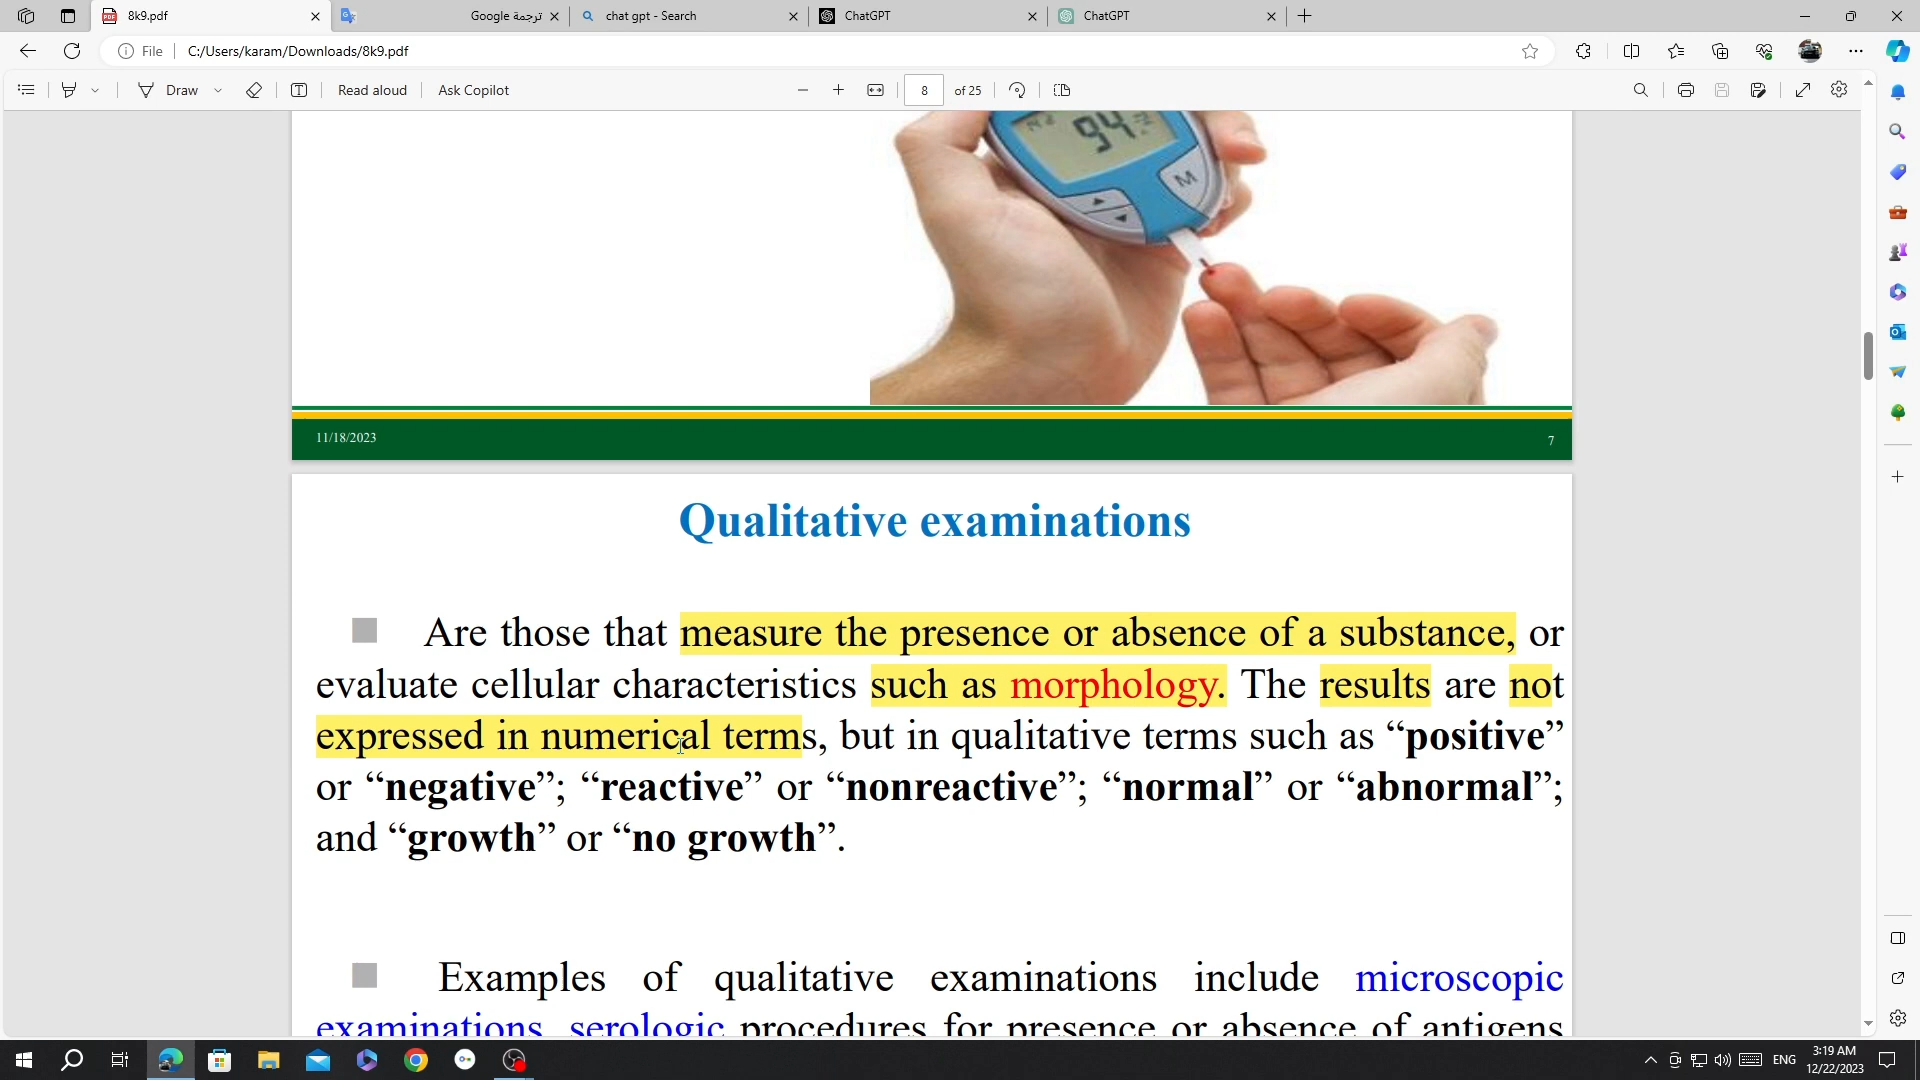 8k9.pdf
ترجمة Google
chat gpt - Search
ChatGPT
ChatGPT
File
C:/Users/karam/Downloads/8k9.pdf
Draw
Read aloud
Ask Copilot
8
of 25
94
M
11/18/2023
7
Qualitative examinations
Are those that measure the presence or absence of a substance, or
evaluate cellular characteristics such as morphology. The results are not
expressed in numerical terms, but in qualitative terms such as “positive”
or “negative”; “reactive” or “nonreactive”; “normal” or “abnormal”;
and “growth” or “no growth”.
Examples of qualitative examinations include microscopic
examinations, serologic procedures for presence or absence of antigens
ENG
3:19 AM
12/22/2023